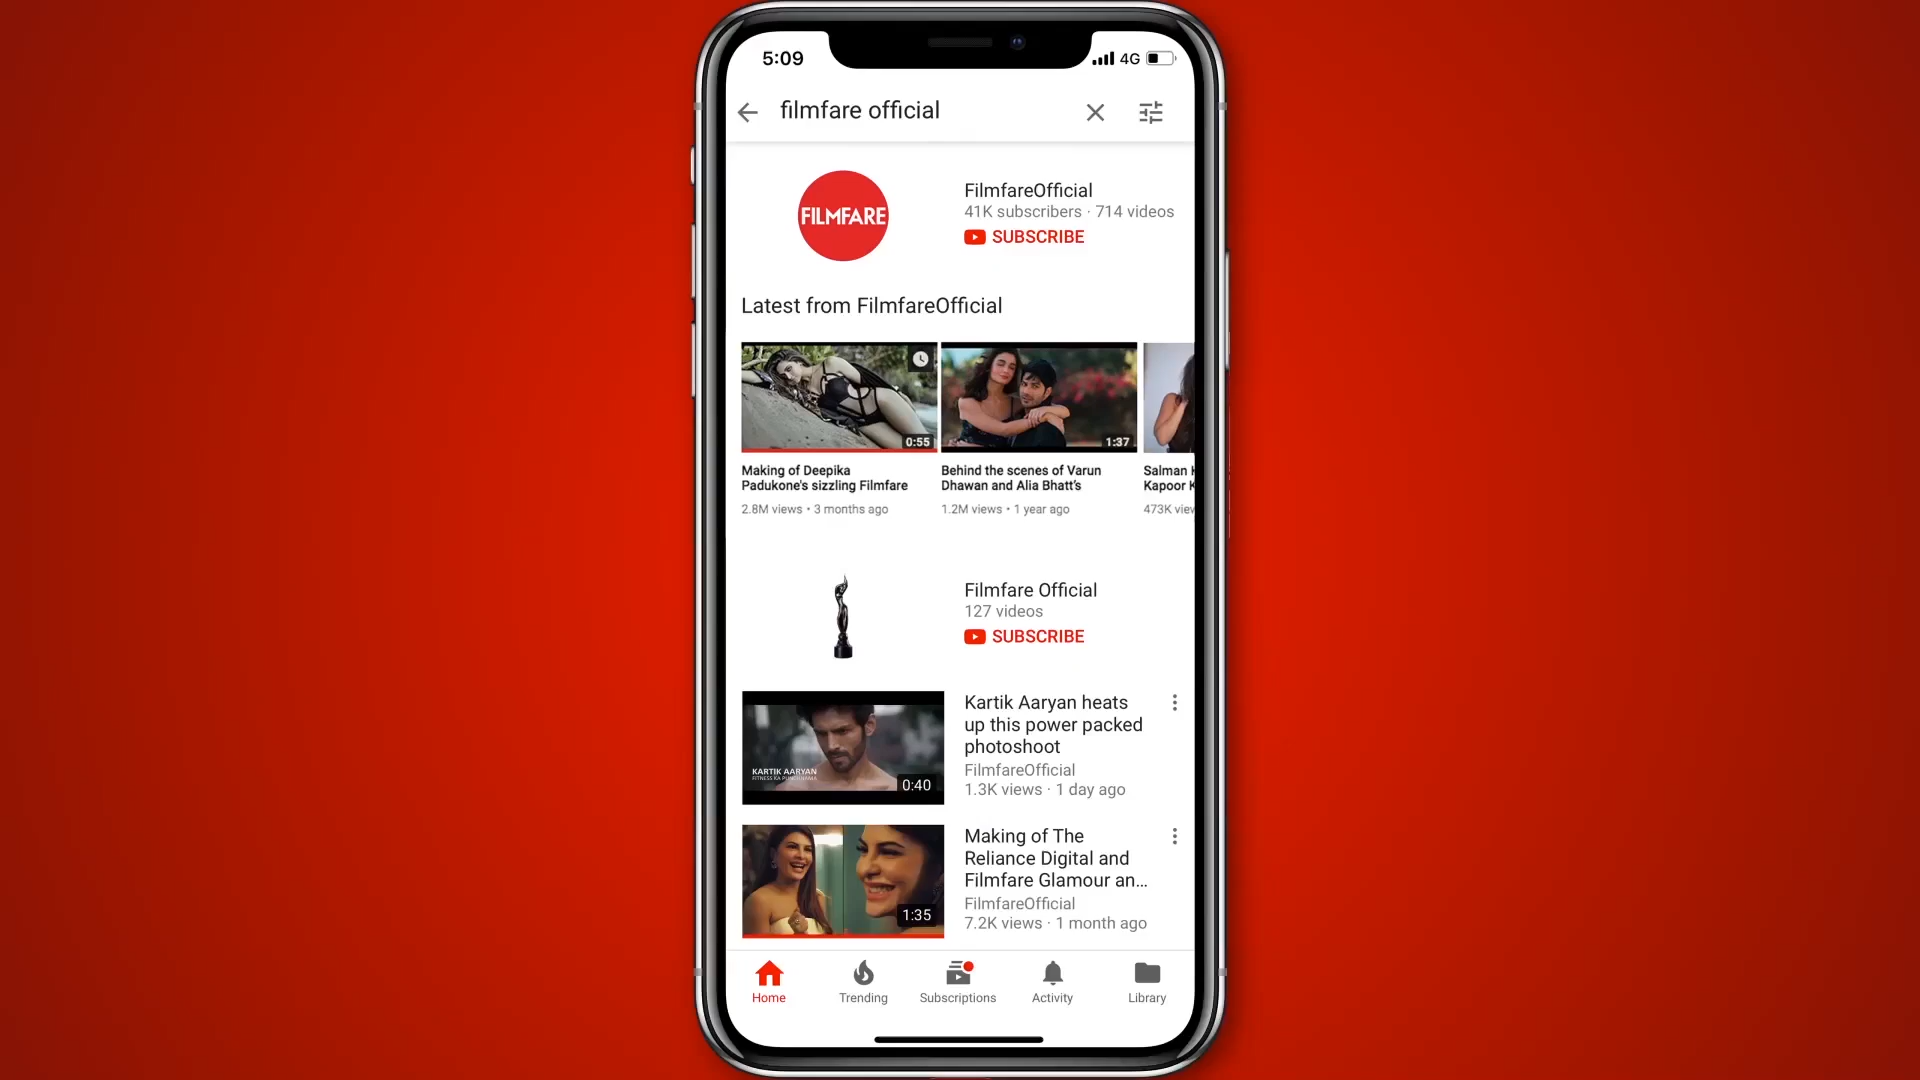 5:09
4G
filmfare official
FILMFARE
FilmfareOfficial
41K subscribers · 714 videos
SUBSCRIBE
Latest from FilmfareOfficial
0:55
1:37
Making of Deepika
Padukone's sizzling Filmfare
2.8M views • 3 months ago
Behind the scenes of Varun
Dhawan and Alia Bhatt's
1.2M views • 1 year ago
Salman
Kapoor
473K
Filmfare Official
127 videos
SUBSCRIBE
KARTIK AARYAN
0:40
Kartik Aaryan heats
up this power packed
photoshoot
FilmfareOfficial
1.3K views · 1 day ago
1:35
Making of The
Reliance Digital and
Filmfare Glamour an...
FilmfareOfficial
7.2K views · 1 month ago
Home
Trending
Subscriptions
Activity
Library